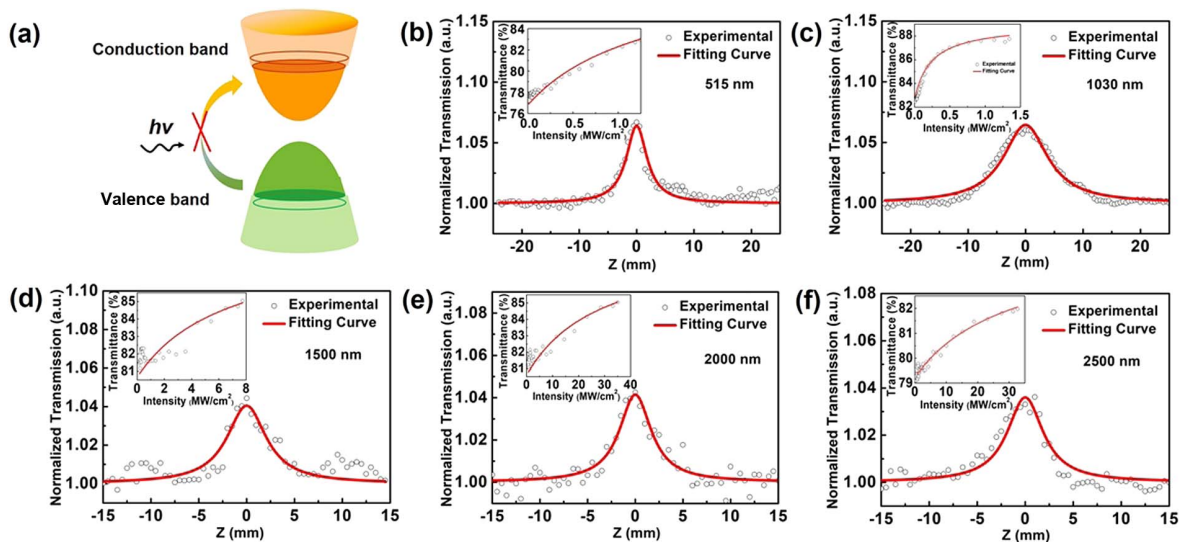 (a)
Conduction band
hv
Valence band
(b)
Normalized Transmission (a.u.)
1.15
1.10
1.05
1.00
-20
-10
0
10
20
Z (mm)
Experimental
Fitting Curve
515 nm
Transmittance (%)
84
82
80
78
76
0.0
0.5
1.0
Intensity (MW/cm²)
(c)
Normalized Transmission (a.u.)
1.15
1.10
1.05
1.00
-20
-10
0
10
20
Z (mm)
Experimental
Fitting Curve
1030 nm
Transmittance (%)
88
86
84
82
0.0
0.5
1.0
1.5
Intensity (MW/cm²)
Experimental
Fitting Curve
(d)
Normalized Transmission (a.u.)
1.10
1.08
1.06
1.04
1.02
1.00
-15
-10
-5
0
5
10
15
Z (mm)
Experimental
Fitting Curve
1500 nm
Transmittance (%)
85
84
83
82
81
0
2
4
6
8
Intensity (MW/cm²)
(e)
Normalized Transmission (a.u.)
1.08
1.06
1.04
1.02
1.00
-15
-10
-5
0
5
10
15
Z (mm)
Experimental
Fitting Curve
2000 nm
Transmittance (%)
85
84
83
82
81
0
10
20
30
40
Intensity (MW/cm²)
(f)
Normalized Transmission (a.u.)
1.08
1.06
1.04
1.02
1.00
-15
-10
-5
0
5
10
15
Z (mm)
Experimental
Fitting Curve
2500 nm
Transmittance (%)
82
81
80
79
0
10
20
30
Intensity (MW/cm²)